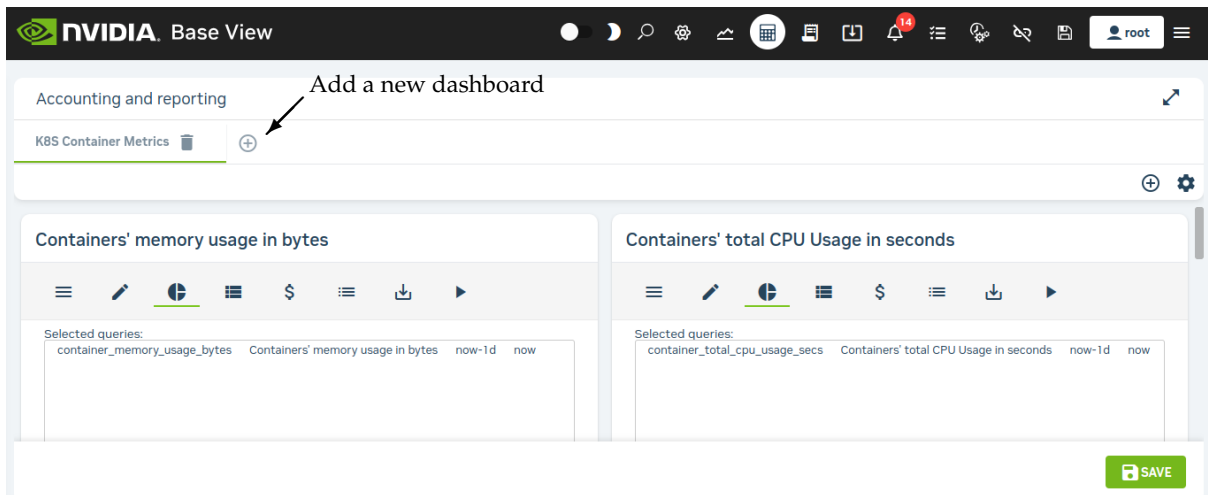 NVIDIA. Base View
14
root
Add a new dashboard
Accounting and reporting
K8S Container Metrics
Containers' memory usage in bytes
Containers' total CPU Usage in seconds
$
$
Selected queries:
container_memory_usage_bytes Containers' memory usage in bytes now-1d now
Selected queries:
container_total_cpu_usage_secs Containers' total CPU Usage in seconds now-1d now
SAVE